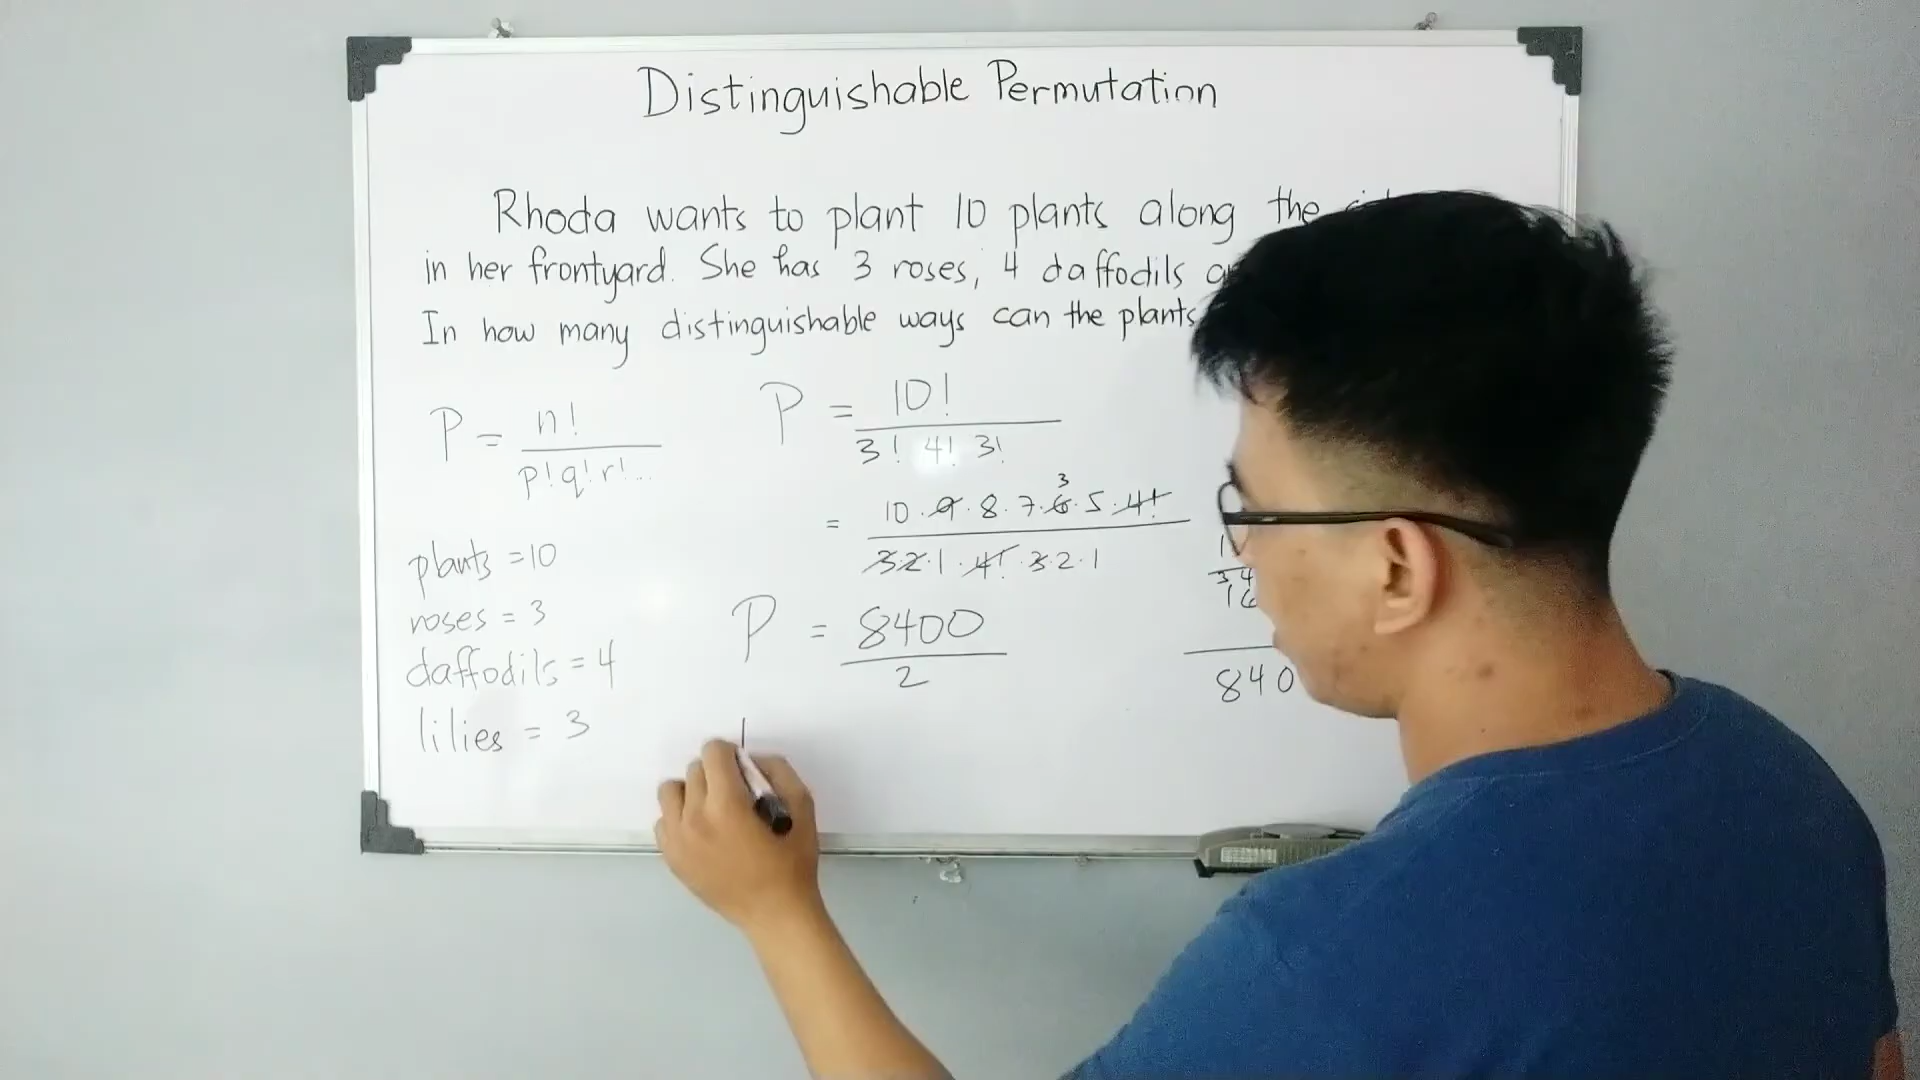 Distinguishable Permutation
Rhoda wants to plant 10 plants along the
in her frontyard. She has 3 roses, 4 daffodils
In how many distinguishable ways can the plants
P = n! / p!q!r!...
P = 10! / 3! 4! 3!
= 10 · 9 · 8 · 7 · 6 · 5 · 4! / 3·2·1 · 4! · 3·2·1
3
plants = 10
roses = 3
daffodils = 4
lilies = 3
P = 8400 / 2
840